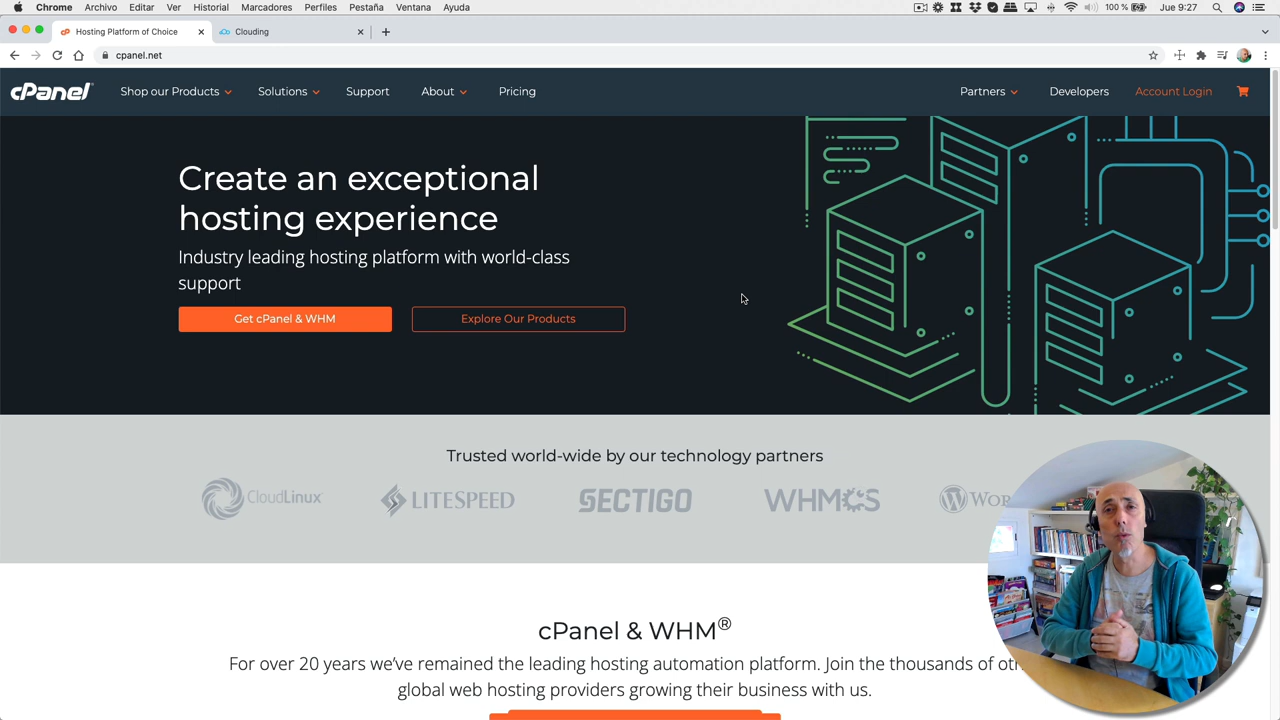 Chrome Archivo Editar Ver Historial Marcadores Perfiles Pestaña Ventana Ayuda 100 % Jue 9:27
Hosting Platform of Choice Clouding
cpanel.net
cPanel Shop our Products Solutions Support About Pricing Partners Developers Account Login
Create an exceptional
hosting experience
Industry leading hosting platform with world-class
support
Get cPanel & WHM Explore Our Products
Trusted world-wide by our technology partners
CloudLinux LITESPEED SECTIGO WHMCS
cPanel & WHM®
For over 20 years we've remained the leading hosting automation platform. Join the thousands of
global web hosting providers growing their business with us.